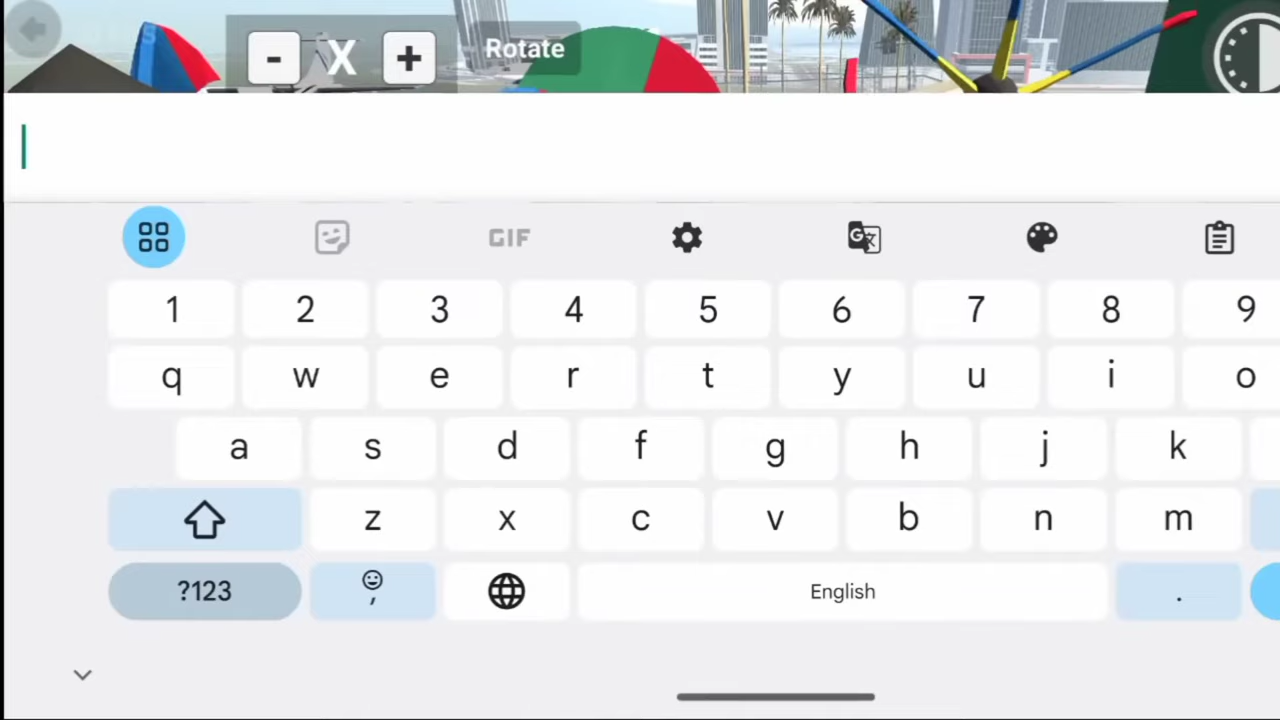 - X + Rotate
GIF
1 2 3 4 5 6 7 8 9
q w e r t y u i o
a s d f g h j k
z x c v b n m
?123 , English .